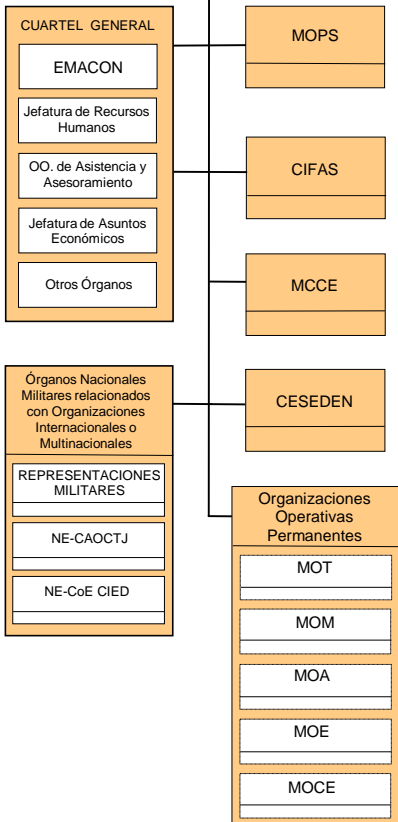 CUARTEL GENERAL
EMACON
Jefatura de Recursos
Humanos
OO. de Asistencia y
Asesoramiento
Jefatura de Asuntos
Económicos
Otros Órganos
Órganos Nacionales
Militares relacionados
con Organizaciones
Internacionales o
Multinacionales
REPRESENTACIONES
MILITARES
NE-CAOCTJ
NE-CoE CIED
MOPS
CIFAS
MCCE
CESEDEN
Organizaciones
Operativas
Permanentes
MOT
MOM
MOA
MOE
MOCE